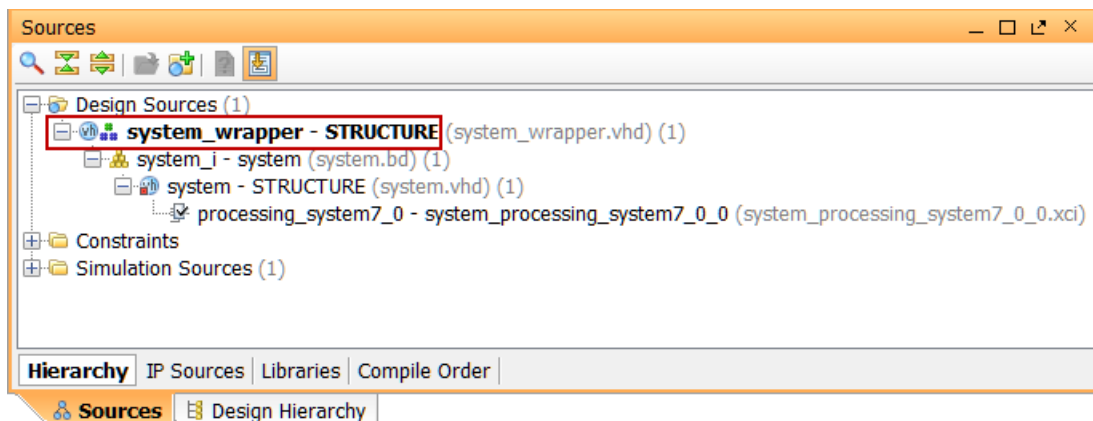 Sources
Design Sources (1)
system_wrapper - STRUCTURE (system_wrapper.vhd) (1)
system_i - system (system.bd) (1)
system - STRUCTURE (system.vhd) (1)
processing_system7_0 - system_processing_system7_0_0 (system_processing_system7_0_0.xci)
Constraints
Simulation Sources (1)
Hierarchy IP Sources Libraries Compile Order
Sources Design Hierarchy